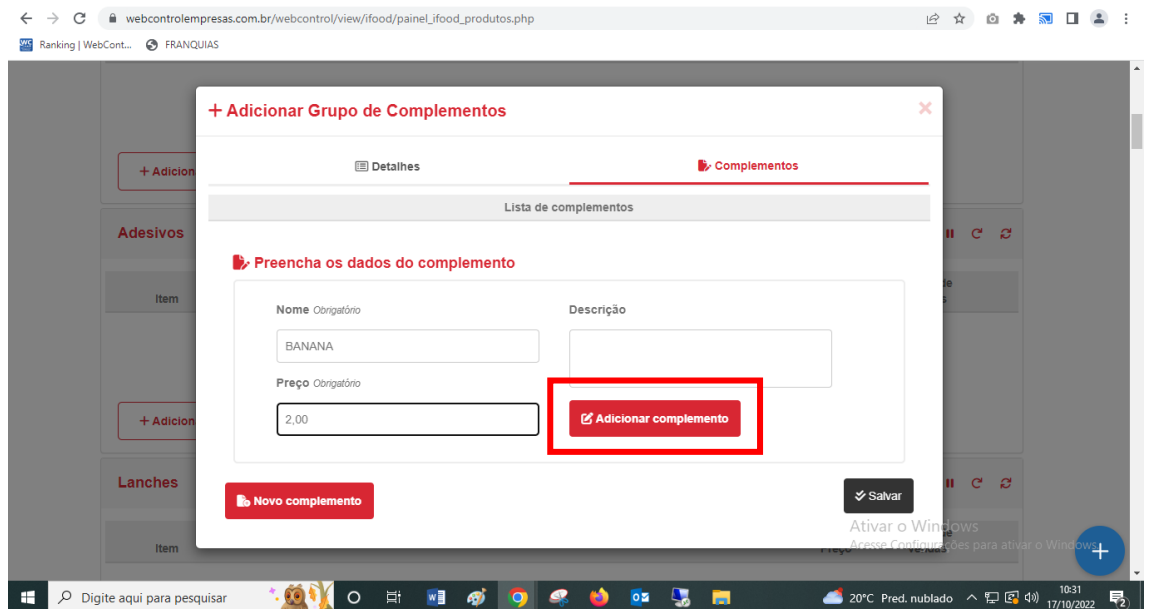 webcontrolempresas.com.br/webcontrol/view/ifood/painel_ifood_produtos.php
Ranking | WebCont... FRANQUIAS
+ Adicionar Grupo de Complementos ×
Detalhes Complementos
+ Adicion
Lista de complementos
Adesivos
Preencha os dados do complemento
Item
Nome Obrigatório Descrição
BANANA
Preço Obrigatório
2,00 Adicionar complemento
+ Adicion
Lanches
Novo complemento Salvar
Ativar o Windows
Acesse Configurações para ativar o Windows.
Item
Digite aqui para pesquisar 20°C Pred. nublado 10:31
17/10/2022 2